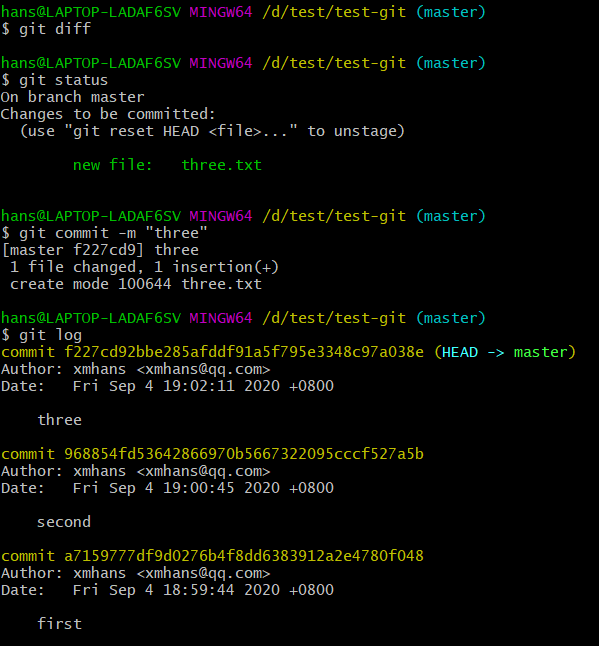 hans@LAPTOP-LADAF6SV MINGW64 /d/test/test-git (master)
$ git diff
hans@LAPTOP-LADAF6SV MINGW64 /d/test/test-git (master)
$ git status
On branch master
Changes to be committed:
  (use "git reset HEAD <file>..." to unstage)
        new file:   three.txt
hans@LAPTOP-LADAF6SV MINGW64 /d/test/test-git (master)
$ git commit -m "three"
[master f227cd9] three
 1 file changed, 1 insertion(+)
 create mode 100644 three.txt
hans@LAPTOP-LADAF6SV MINGW64 /d/test/test-git (master)
$ git log
commit f227cd92bbe285afddf91a5f795e3348c97a038e (HEAD -> master)
Author: xmhans <xmhans@qq.com>
Date:   Fri Sep 4 19:02:11 2020 +0800
    three
commit 968854fd53642866970b5667322095cccf527a5b
Author: xmhans <xmhans@qq.com>
Date:   Fri Sep 4 19:00:45 2020 +0800
    second
commit a7159777df9d0276b4f8dd6383912a2e4780f048
Author: xmhans <xmhans@qq.com>
Date:   Fri Sep 4 18:59:44 2020 +0800
    first